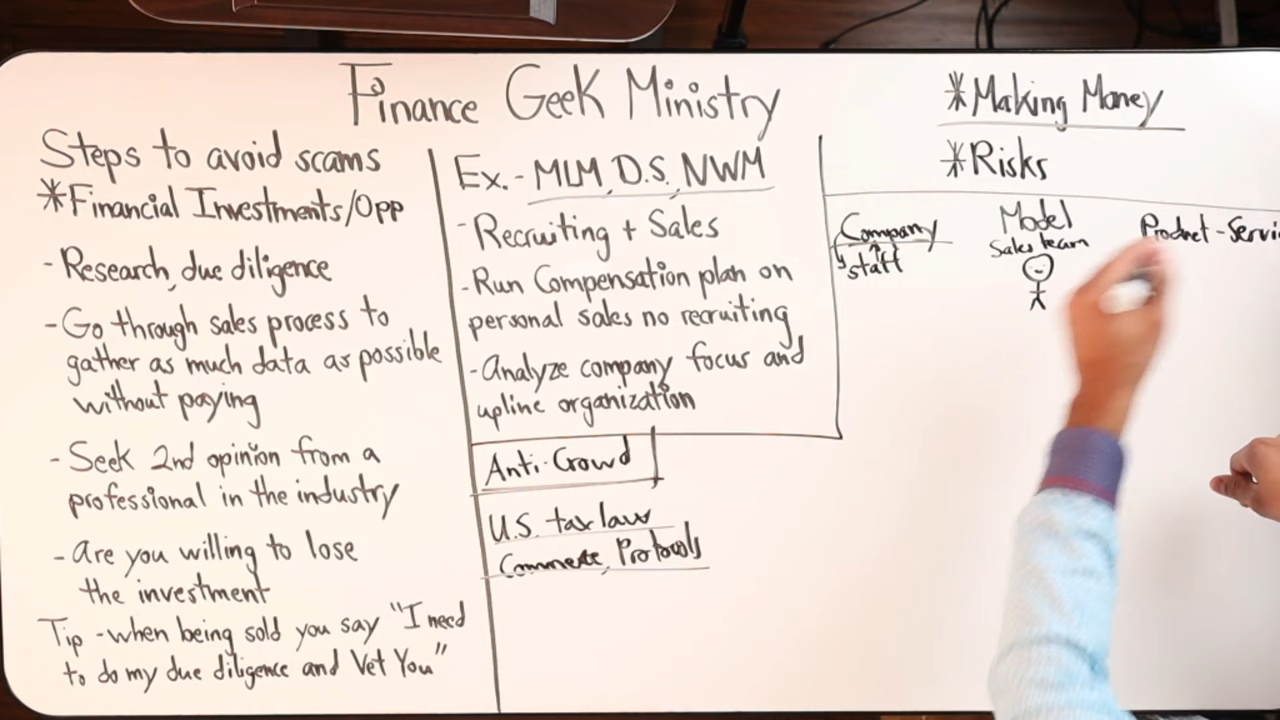 Finance Geek Ministry
Steps to avoid scams
*Financial Investments/Opp
- Research, due diligence
- Go through sales process to
gather as much data as possible
without paying
- Seek 2nd opinion from a
professional in the industry
- Are you willing to lose
the investment
Tip - when being sold you say "I need
to do my due diligence and Vet You"
Ex. - MLM, D.S., NWM
- Recruiting + Sales
- Run Compensation plan on
personal sales no recruiting
- Analyze company focus and
upline organization
Anti-Crowd
U.S. tax laws
Commerce, Protocols
*Making Money
*Risks
Company
staff
Model
Sales team
Product - Servi